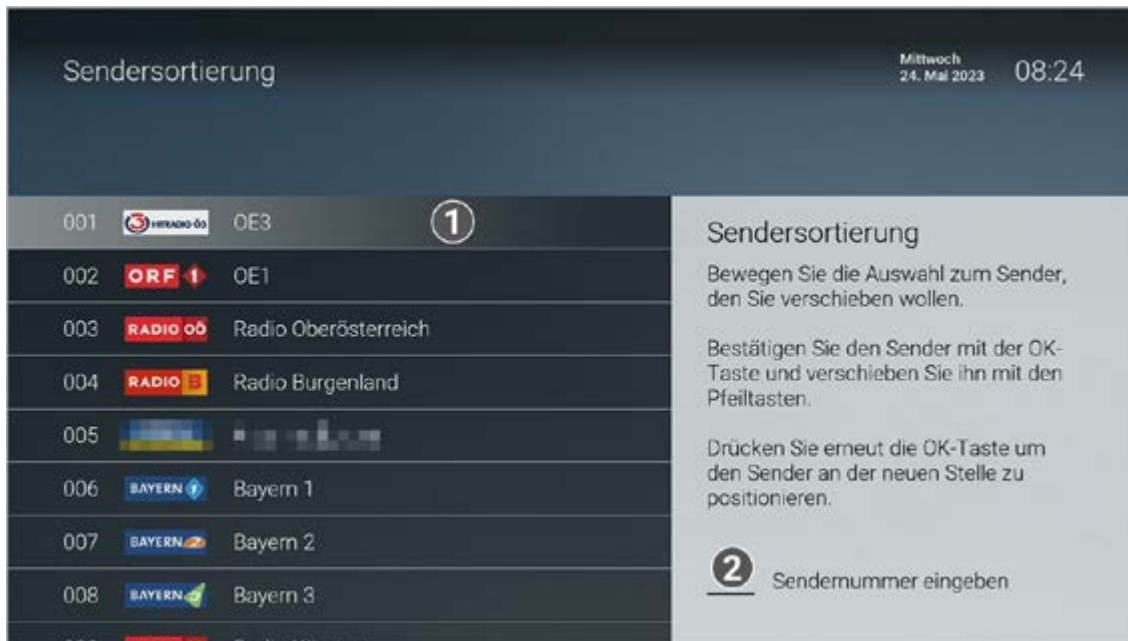 Sendersortierung
Mittwoch
24. Mai 2023 08:24
001 3 HITRADIO Ö3 OE3 1
002 ORF 1 OE1
003 RADIO OÖ Radio Oberösterreich
004 RADIO B Radio Burgenland
005
006 BAYERN 1 Bayern 1
007 BAYERN 2 Bayern 2
008 BAYERN 3 Bayern 3
Sendersortierung
Bewegen Sie die Auswahl zum Sender,
den Sie verschieben wollen.
Bestätigen Sie den Sender mit der OK-
Taste und verschieben Sie ihn mit den
Pfeiltasten.
Drücken Sie erneut die OK-Taste um
den Sender an der neuen Stelle zu
positionieren.
2 Sendernummer eingeben